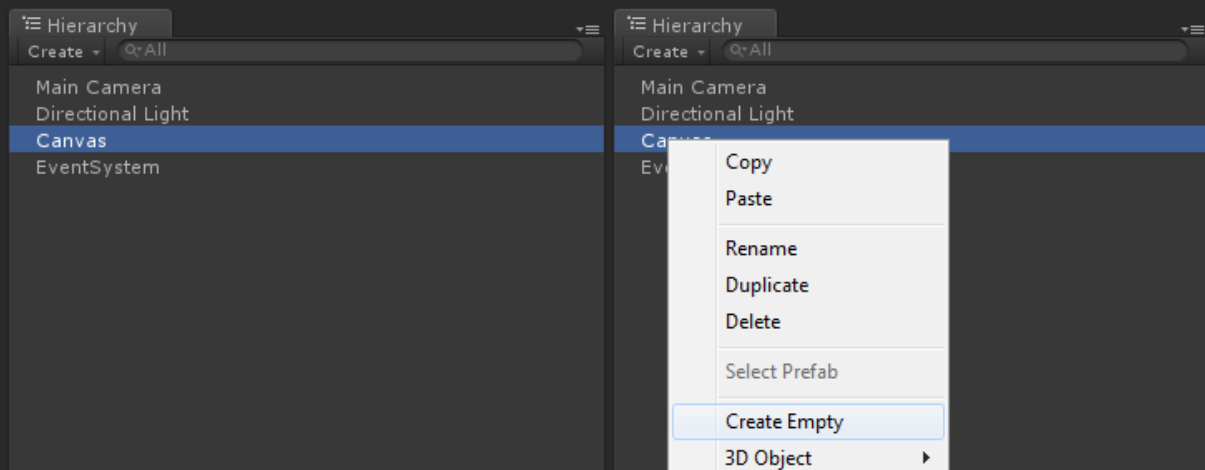 Hierarchy
Create
All
Main Camera
Directional Light
Canvas
EventSystem
Hierarchy
Create
All
Main Camera
Directional Light
Copy
Paste
Rename
Duplicate
Delete
Select Prefab
Create Empty
3D Object